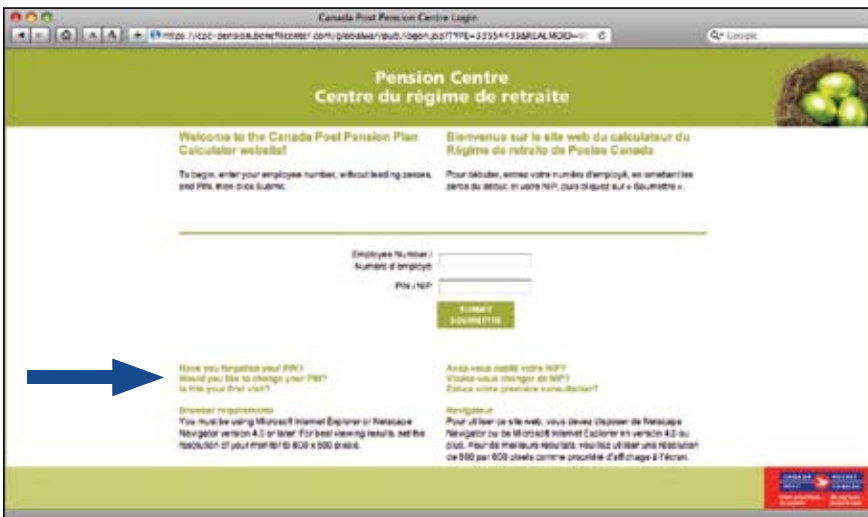 Canada Post Pension Centre Login
Google
Pension Centre
Centre du régime de retraite
Welcome to the Canada Post Pension Plan
Calculator website!
To begin, enter your employee number, without leading zeroes,
and PIN, then click Submit.
Bienvenue sur le site web du calculateur du
Régime de retraite de Postes Canada
Pour débuter, entrez votre numéro d'employé, en omettant les
zéros du début, et votre NIP, puis cliquez sur « Soumettre ».
Employee Number /
Numéro d'employé
PIN / NIP
SUBMIT
SOUMETTRE
Have you forgotten your PIN?
Would you like to change your PIN?
Is this your first visit?
Avez-vous oublié votre NIP?
Voulez-vous changer de NIP?
Est-ce votre première consultation?
Browser requirements
You must be using Microsoft Internet Explorer or Netscape
Navigator version 4.0 or later. For best viewing results, set the
resolution of your monitor to 800 x 600 pixels.
Navigateur
Pour utiliser ce site web, vous devez disposer de Netscape
Navigator ou de Microsoft Internet Explorer en version 4.0 ou
plus. Pour de meilleurs résultats, veuillez utiliser une résolution
de 800 par 600 pixels comme propriété d'affichage à l'écran.
CANADA POST
POSTES CANADA